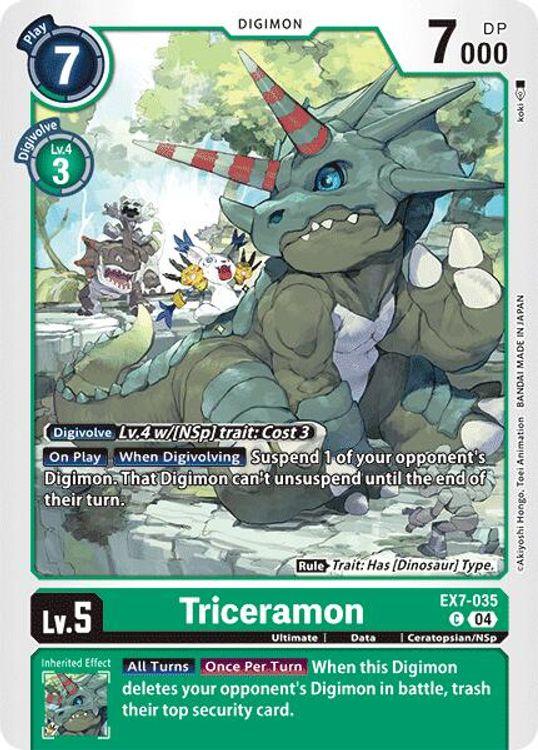 Play
7
DIGIMON
7000
DP
Digivolve
Lv.4
3
koki
Digivolve Lv.4 w/[NSp] trait: Cost 3
On Play When Digivolving Suspend 1 of your opponent's
Digimon. That Digimon can't unsuspend until the end of
their turn.
Rule Trait: Has [Dinosaur] Type.
©Akiyoshi Hongo, Toei Animation BANDAI MADE IN JAPAN
Lv.5
Triceramon
EX7-035
C 04
Ultimate | Data | Ceratopsian/NSp
Inherited Effect
All Turns Once Per Turn When this Digimon
deletes your opponent's Digimon in battle, trash
their top security card.